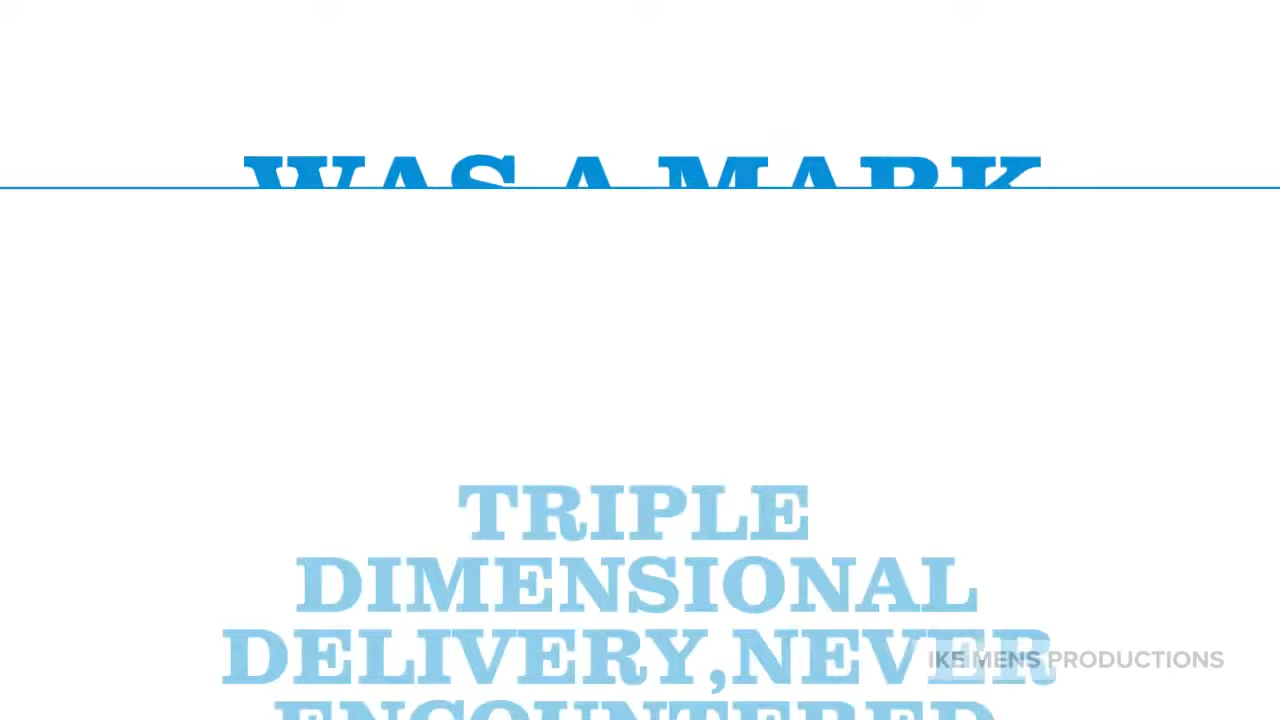 WAS A MARK
TRIPLE
DIMENSIONAL
DELIVERY,NEVER
ENCOUNTERED
IKE MENS PRODUCTIONS